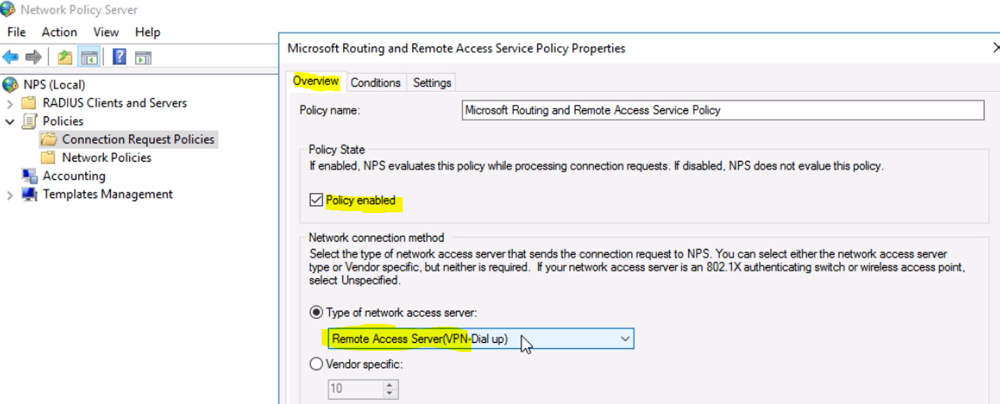 Network Policy Server
File Action View Help
Microsoft Routing and Remote Access Service Policy Properties
NPS (Local)
RADIUS Clients and Servers
Policies
Connection Request Policies
Network Policies
Accounting
Templates Management
Overview Conditions Settings
Policy name: Microsoft Routing and Remote Access Service Policy
Policy State
If enabled, NPS evaluates this policy while processing connection requests. If disabled, NPS does not evalue this policy.
Policy enabled
Network connection method
Select the type of network access server that sends the connection request to NPS. You can select either the network access server
type or Vendor specific, but neither is required. If your network access server is an 802.1X authenticating switch or wireless access point,
select Unspecified.
Type of network access server:
Remote Access Server(VPN-Dial up)
Vendor specific:
10